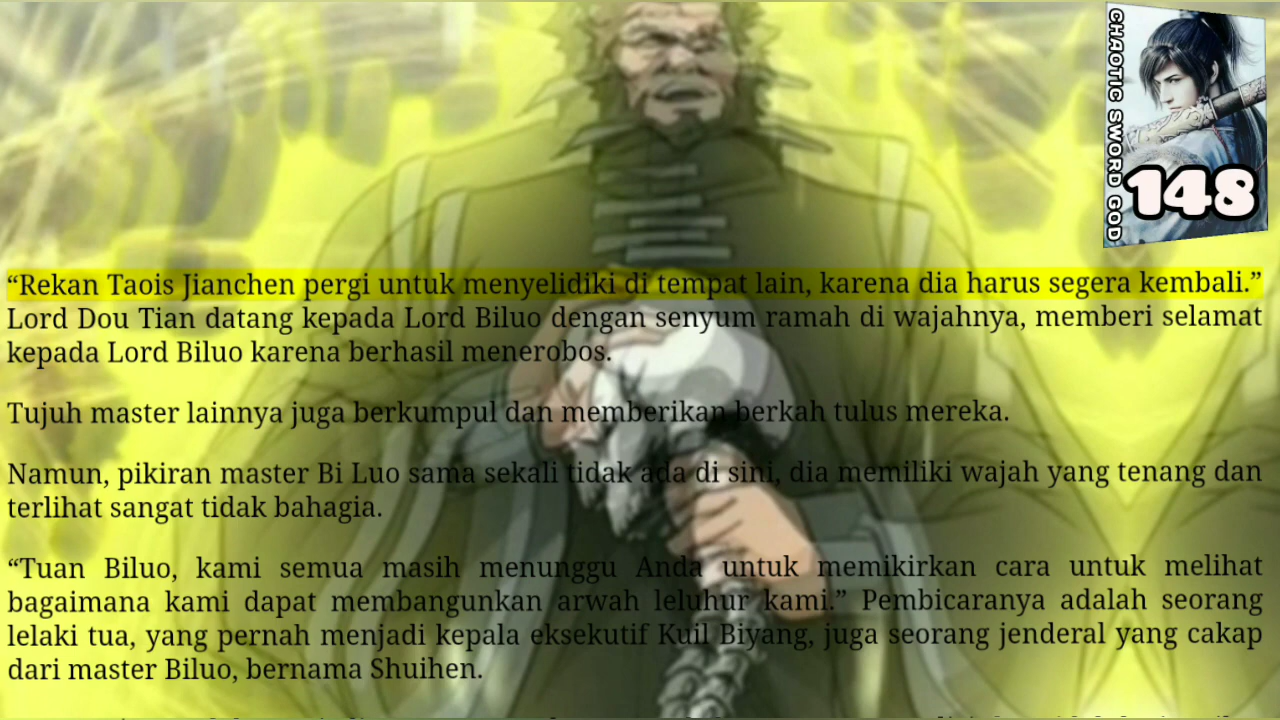 CHAOTIC SWORD GOD
148
“Rekan Taois Jianchen pergi untuk menyelidiki di tempat lain, karena dia harus segera kembali.”
Lord Dou Tian datang kepada Lord Biluo dengan senyum ramah di wajahnya, memberi selamat
kepada Lord Biluo karena berhasil menerobos.
Tujuh master lainnya juga berkumpul dan memberikan berkah tulus mereka.
Namun, pikiran master Bi Luo sama sekali tidak ada di sini, dia memiliki wajah yang tenang dan
terlihat sangat tidak bahagia.
“Tuan Biluo, kami semua masih menunggu Anda untuk memikirkan cara untuk melihat
bagaimana kami dapat membangunkan arwah leluhur kami.” Pembicaranya adalah seorang
lelaki tua, yang pernah menjadi kepala eksekutif Kuil Biyang, juga seorang jenderal yang cakap
dari master Biluo, bernama Shuihen.